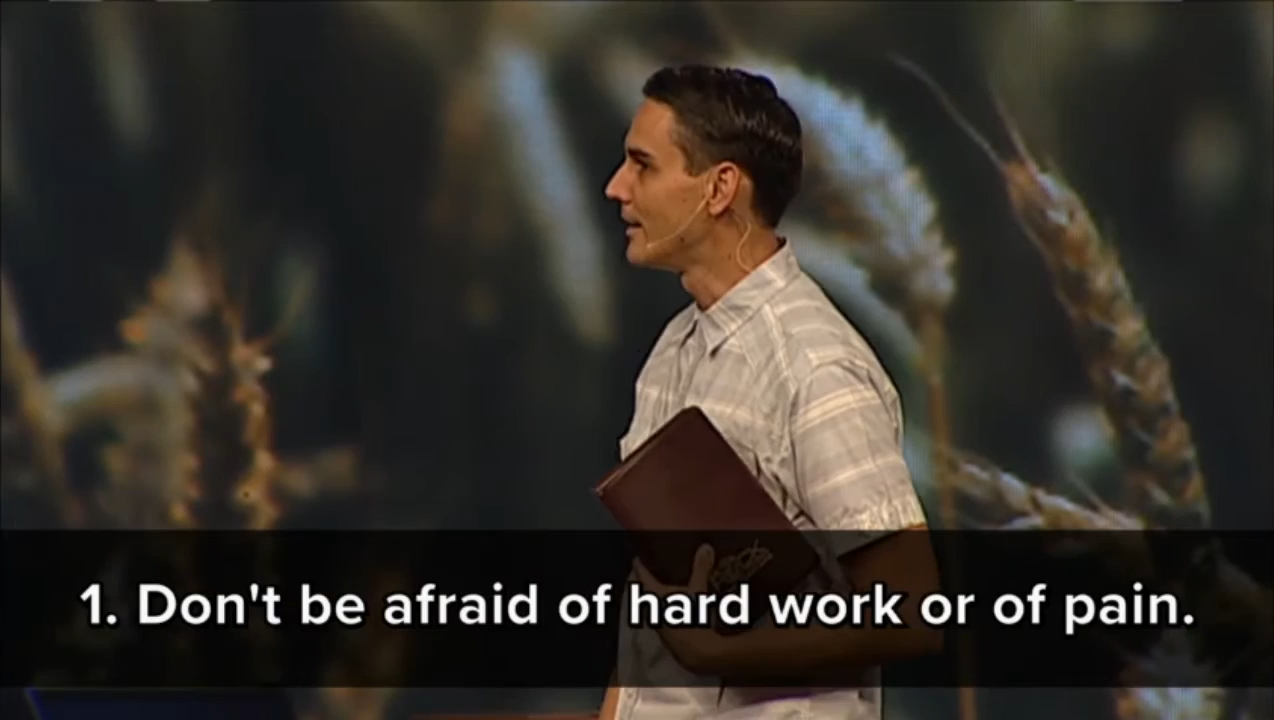 1. Don't be afraid of hard work or of pain.